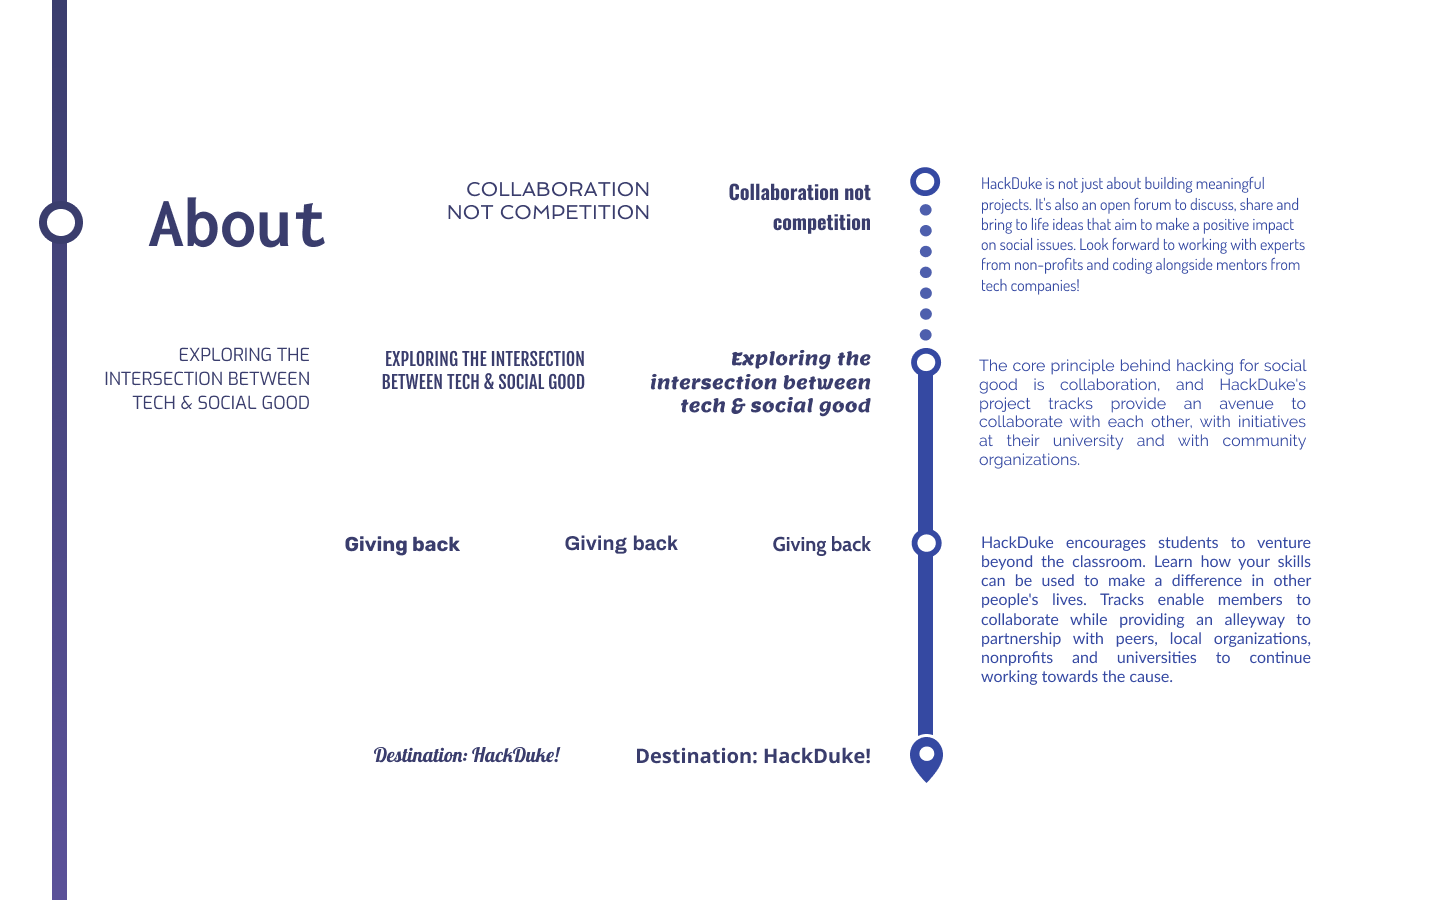 About
COLLABORATION
NOT COMPETITION
Collaboration not
competition
HackDuke is not just about building meaningful
projects. It's also an open forum to discuss, share and
bring to life ideas that aim to make a positive impact
on social issues. Look forward to working with experts
from non-profits and coding alongside mentors from
tech companies!
EXPLORING THE
INTERSECTION BETWEEN
TECH & SOCIAL GOOD
EXPLORING THE INTERSECTION
BETWEEN TECH & SOCIAL GOOD
Exploring the
intersection between
tech & social good
The core principle behind hacking for social
good is collaboration, and HackDuke's
project tracks provide an avenue to
collaborate with each other, with initiatives
at their university and with community
organizations.
Giving back
Giving back
Giving back
HackDuke encourages students to venture
beyond the classroom. Learn how your skills
can be used to make a difference in other
people's lives. Tracks enable members to
collaborate while providing an alleyway to
partnership with peers, local organizations,
nonprofits and universities to continue
working towards the cause.
Destination: HackDuke!
Destination: HackDuke!